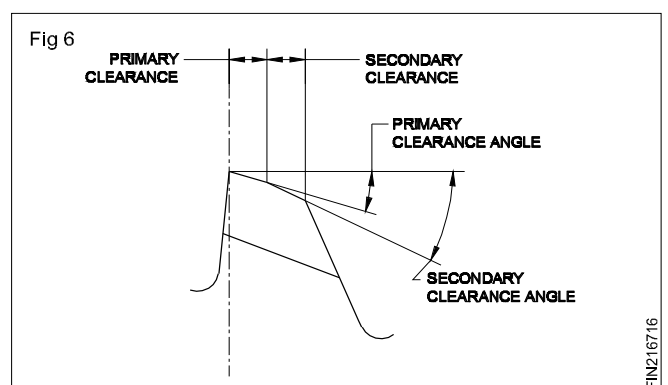 Fig 6
PRIMARY
CLEARANCE
SECONDARY
CLEARANCE
PRIMARY
CLEARANCE ANGLE
SECONDARY
CLEARANCE ANGLE
FIN216716